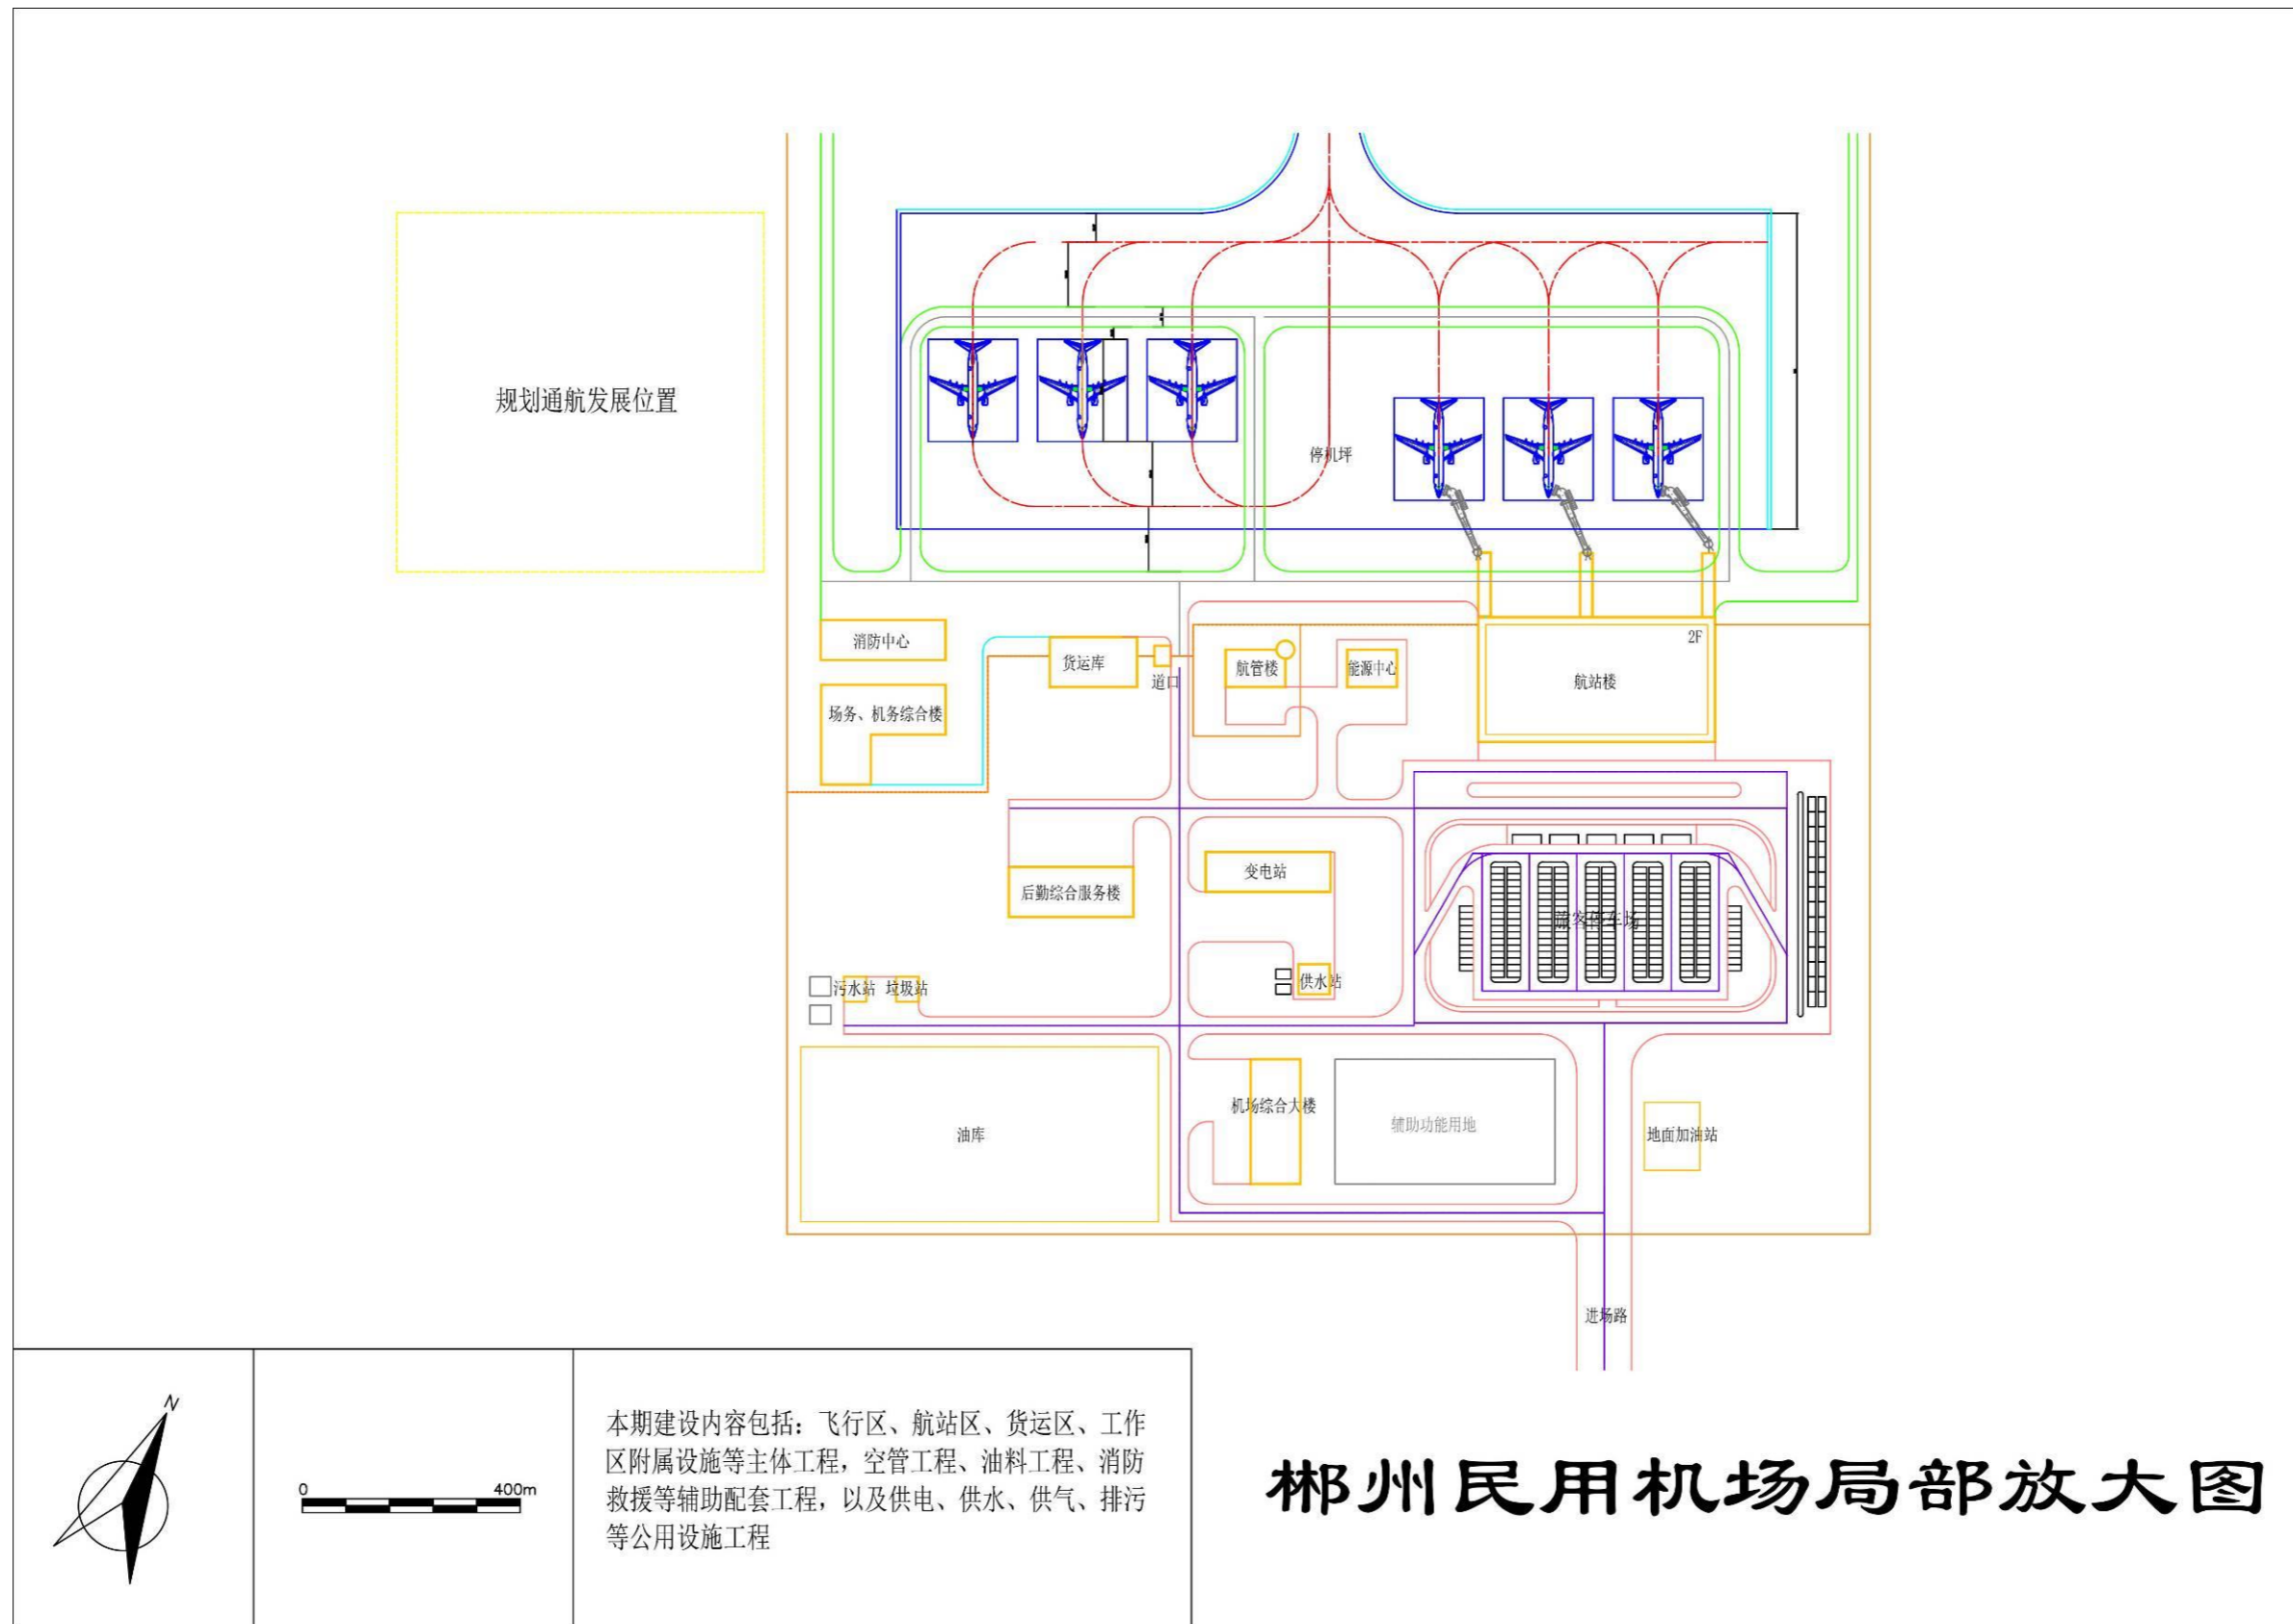 规划通航发展位置
停机坪
消防中心
货运库
道口
航管楼
能源中心
2F
航站楼
场务、机务综合楼
后勤综合服务楼
变电站
旅客停车场
污水站
垃圾站
供水站
油库
机场综合大楼
辅助功能用地
地面加油站
进场路
N
0
400m
本期建设内容包括：飞行区、航站区、货运区、工作
区附属设施等主体工程，空管工程、油料工程、消防
救援等辅助配套工程，以及供电、供水、供气、排污
等公用设施工程
郴州民用机场局部放大图